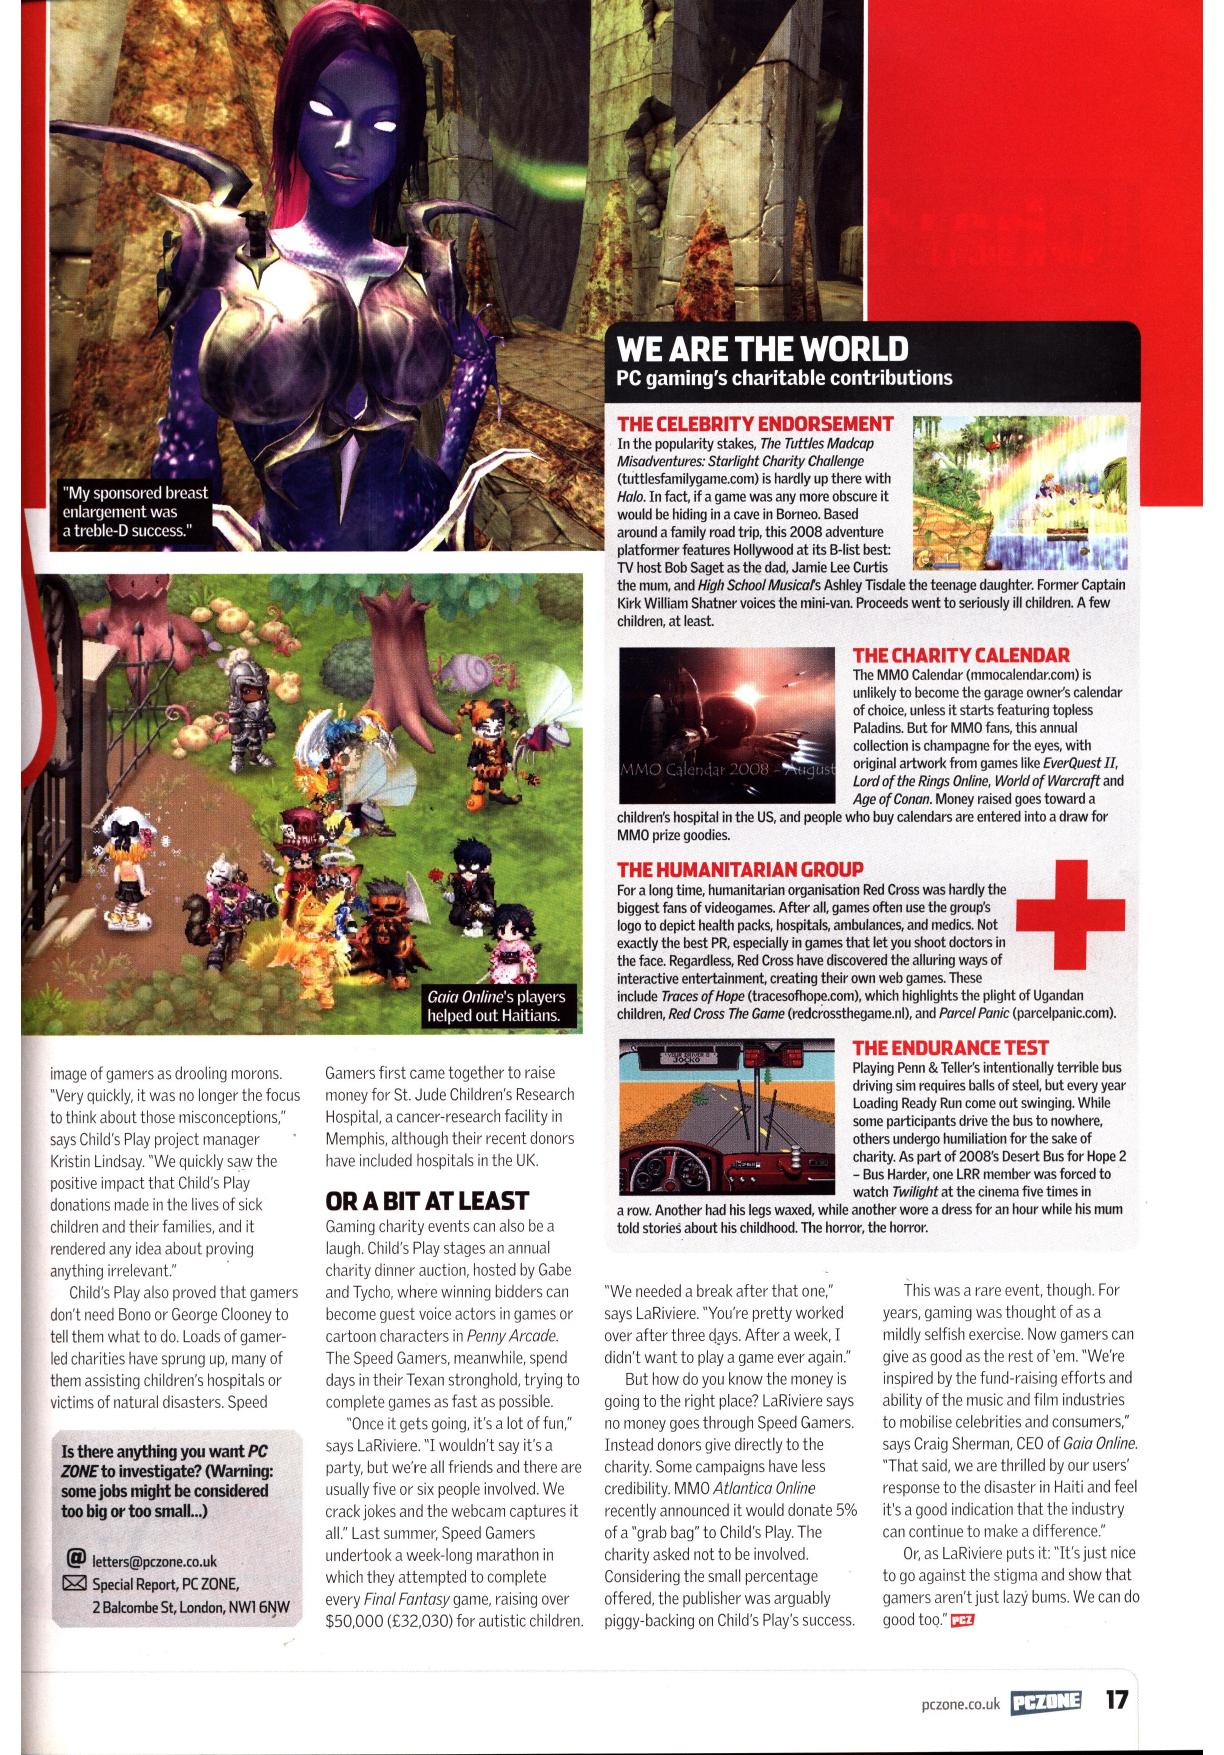 "My sponsored breast
enlargement was
a treble-D success."
Gaia Online's players
helped out Haitians.
image of gamers as drooling morons.
"Very quickly, it was no longer the focus
to think about those misconceptions,"
says Child's Play project manager
Kristin Lindsay. "We quickly saw the
positive impact that Child's Play
donations made in the lives of sick
children and their families, and it
rendered any idea about proving
anything irrelevant."
Child's Play also proved that gamers
don't need Bono or George Clooney to
tell them what to do. Loads of gamer-
led charities have sprung up, many of
them assisting children's hospitals or
victims of natural disasters. Speed
Is there anything you want PC
ZONE to investigate? (Warning:
some jobs might be considered
too big or too small...)
@ letters@pczone.co.uk
Special Report, PC ZONE,
2 Balcombe St, London, NW1 6NW
Gamers first came together to raise
money for St. Jude Children's Research
Hospital, a cancer-research facility in
Memphis, although their recent donors
have included hospitals in the UK.
OR A BIT AT LEAST
Gaming charity events can also be a
laugh. Child's Play stages an annual
charity dinner auction, hosted by Gabe
and Tycho, where winning bidders can
become guest voice actors in games or
cartoon characters in Penny Arcade.
The Speed Gamers, meanwhile, spend
days in their Texan stronghold, trying to
complete games as fast as possible.
"Once it gets going, it's a lot of fun,"
says LaRiviere. "I wouldn't say it's a
party, but we're all friends and there are
usually five or six people involved. We
crack jokes and the webcam captures it
all." Last summer, Speed Gamers
undertook a week-long marathon in
which they attempted to complete
every Final Fantasy game, raising over
$50,000 (£32,030) for autistic children.
"We needed a break after that one,"
says LaRiviere. "You're pretty worked
over after three days. After a week, I
didn't want to play a game ever again."
But how do you know the money is
going to the right place? LaRiviere says
no money goes through Speed Gamers.
Instead donors give directly to the
charity. Some campaigns have less
credibility. MMO Atlantica Online
recently announced it would donate 5%
of a "grab bag" to Child's Play. The
charity asked not to be involved.
Considering the small percentage
offered, the publisher was arguably
piggy-backing on Child's Play's success.
This was a rare event, though. For
years, gaming was thought of as a
mildly selfish exercise. Now gamers can
give as good as the rest of 'em. "We're
inspired by the fund-raising efforts and
ability of the music and film industries
to mobilise celebrities and consumers,"
says Craig Sherman, CEO of Gaia Online.
"That said, we are thrilled by our users'
response to the disaster in Haiti and feel
it's a good indication that the industry
can continue to make a difference."
Or, as LaRiviere puts it: "It's just nice
to go against the stigma and show that
gamers aren't just lazy bums. We can do
good too." PCZ
WE ARE THE WORLD
PC gaming's charitable contributions
THE CELEBRITY ENDORSEMENT
In the popularity stakes, The Tuttles Madcap
Misadventures: Starlight Charity Challenge
(tuttlesfamilygame.com) is hardly up there with
Halo. In fact, if a game was any more obscure it
would be hiding in a cave in Borneo. Based
around a family road trip, this 2008 adventure
platformer features Hollywood at its B-list best:
TV host Bob Saget as the dad, Jamie Lee Curtis
the mum, and High School Musical's Ashley Tisdale the teenage daughter. Former Captain
Kirk William Shatner voices the mini-van. Proceeds went to seriously ill children. A few
children, at least.
MMO Calendar 2008 - August
THE CHARITY CALENDAR
The MMO Calendar (mmocalendar.com) is
unlikely to become the garage owner's calendar
of choice, unless it starts featuring topless
Paladins. But for MMO fans, this annual
collection is champagne for the eyes, with
original artwork from games like EverQuest II,
Lord of the Rings Online, World of Warcraft and
Age of Conan. Money raised goes toward a
children's hospital in the US, and people who buy calendars are entered into a draw for
MMO prize goodies.
THE HUMANITARIAN GROUP
For a long time, humanitarian organisation Red Cross was hardly the
biggest fans of videogames. After all, games often use the group's
logo to depict health packs, hospitals, ambulances, and medics. Not
exactly the best PR, especially in games that let you shoot doctors in
the face. Regardless, Red Cross have discovered the alluring ways of
interactive entertainment, creating their own web games. These
include Traces of Hope (tracesofhope.com), which highlights the plight of Ugandan
children, Red Cross The Game (redcrossthegame.nl), and Parcel Panic (parcelpanic.com).
YOUR DRIVER IS
JOCKO
THE ENDURANCE TEST
Playing Penn & Teller's intentionally terrible bus
driving sim requires balls of steel, but every year
Loading Ready Run come out swinging. While
some participants drive the bus to nowhere,
others undergo humiliation for the sake of
charity. As part of 2008's Desert Bus for Hope 2
– Bus Harder, one LRR member was forced to
watch Twilight at the cinema five times in
a row. Another had his legs waxed, while another wore a dress for an hour while his mum
told stories about his childhood. The horror, the horror.
pczone.co.uk PCZONE 17